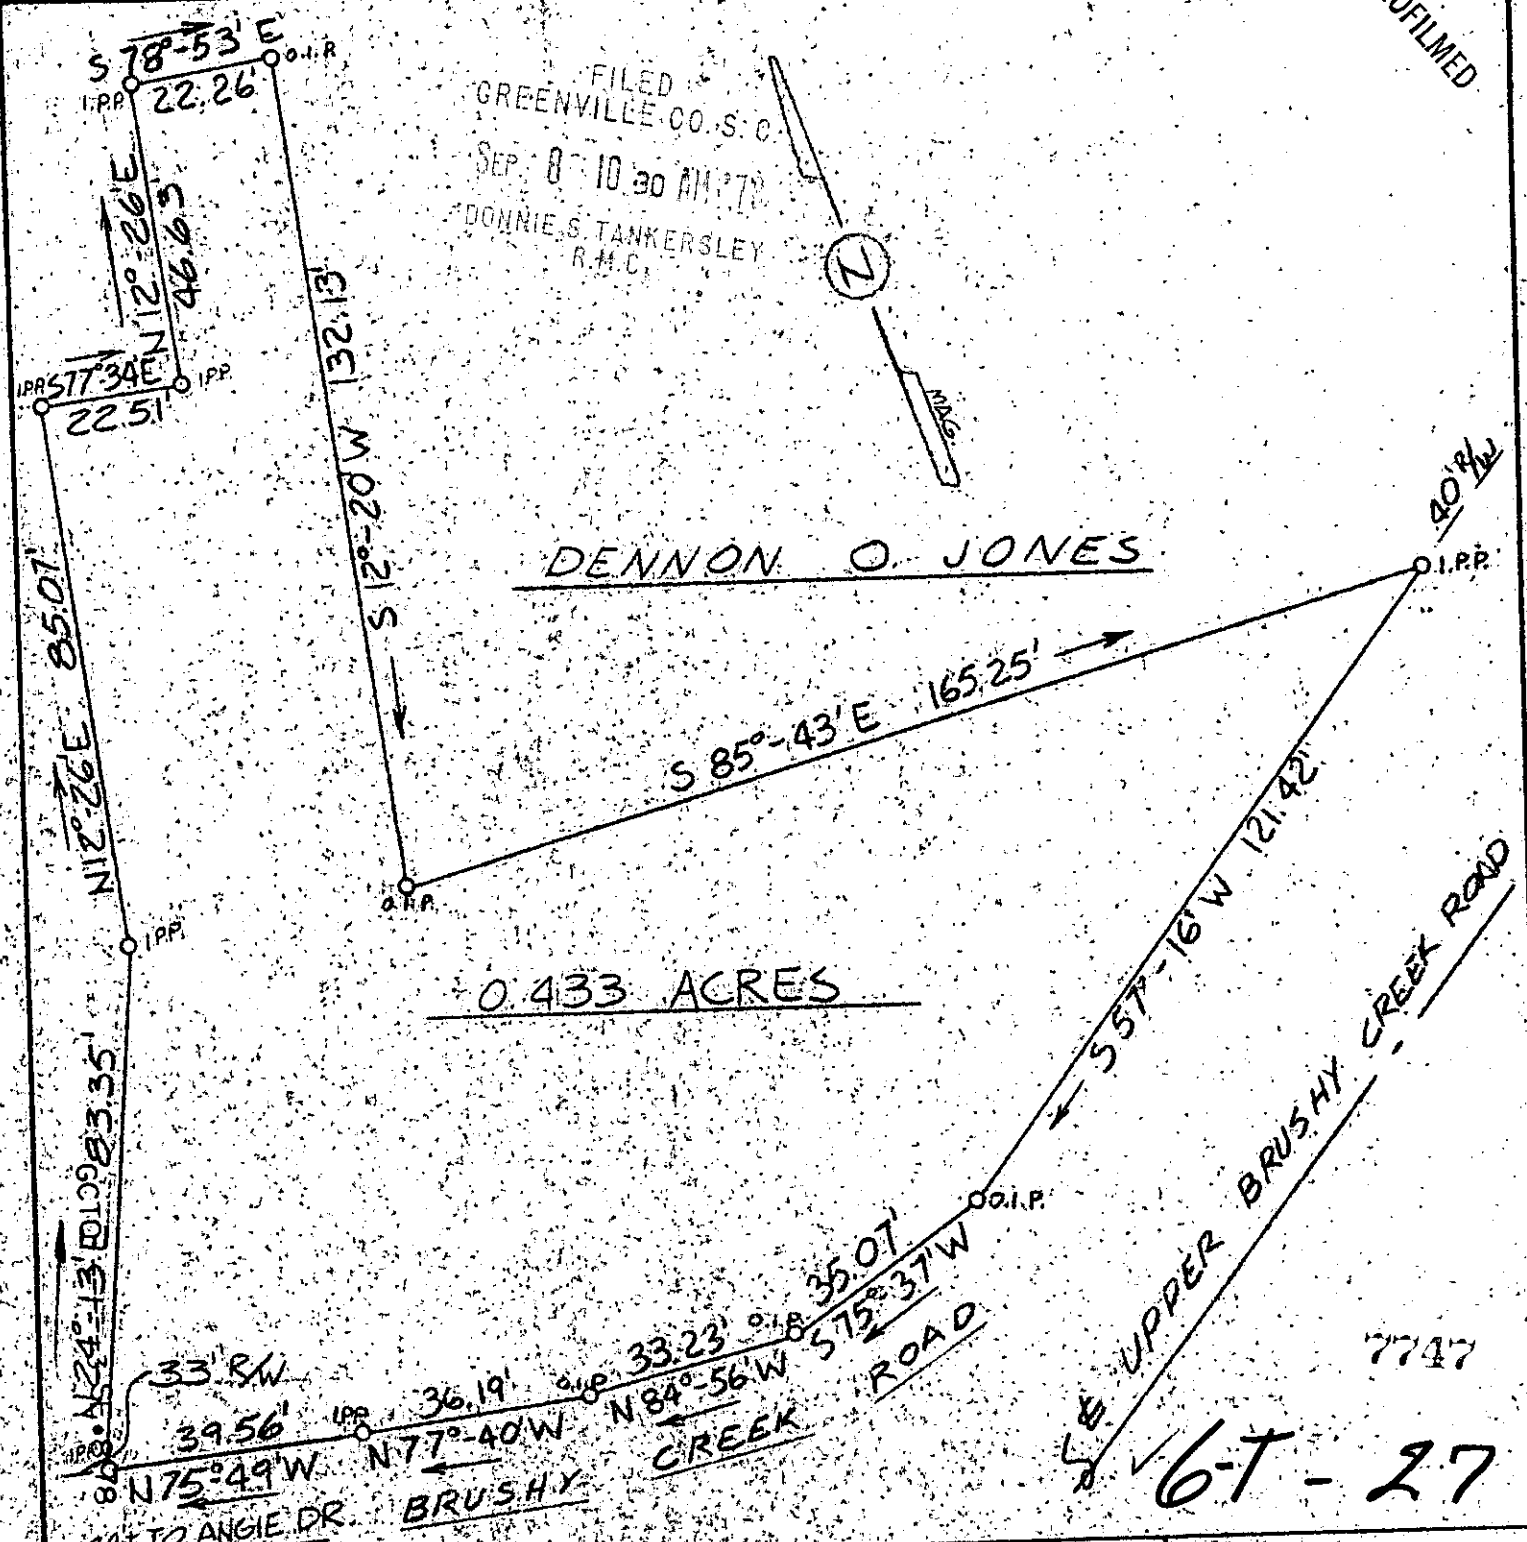 S 78°-53' E
O.I.P.
I.P.P.
22.26'
FILED
GREENVILLE CO. S. C.
SEP 8 10 30 AM '78
DONNIE S. TANKERSLEY
R.M.C.
N 12°-26' E
46.63'
132.13'
S 12°-20' W
I.P.P.
S 77°-34' E
I.P.P.
22.51'
MAG.
40' R/W
DENNON O. JONES
I.P.P.
85.07'
N 12°-26' E
S 85°-43' E 165.25'
O.I.P.
I.P.P.
0.433 ACRES
S 57°-16' W 121.42'
83.35'
N 24°-13' E
O.I.P.
35.07'
S 75°-37' W
O.I.P.
33.23'
N 84°-56' W
O.I.P.
36.19'
N 77°-40' W
I.P.P.
33' R/W
39.56'
N 75°-49' W
I.P.P.
TO ANGIE DR.
BRUSHY CREEK ROAD
UPPER BRUSHY CREEK ROAD
7747
6-T - 27